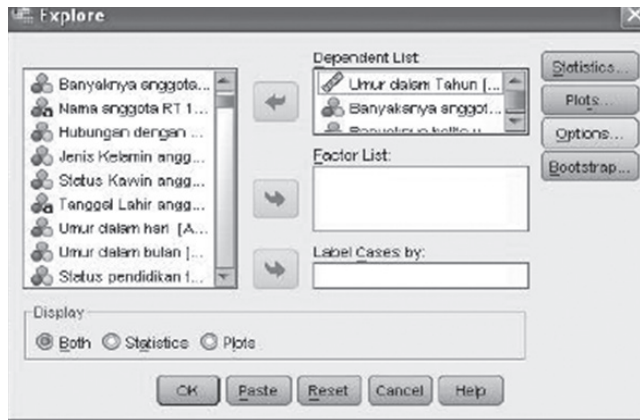 Explore
Banyaknya anggota...
Nama anggota RT 1...
Hubungan dengan ...
Jenis Kelamin angg...
Status Kawin angg...
Tanggal Lahir angg...
Umur dalam hari [A...
Umur dalam bulan [...
Status pendidikan t...
Dependent List:
Umur dalam Tahun [...
Banyaknya anggot...
Factor List:
Label Cases by:
Statistics...
Plots...
Options...
Bootstrap...
Display
Both
Statistics
Plots
OK
Paste
Reset
Cancel
Help